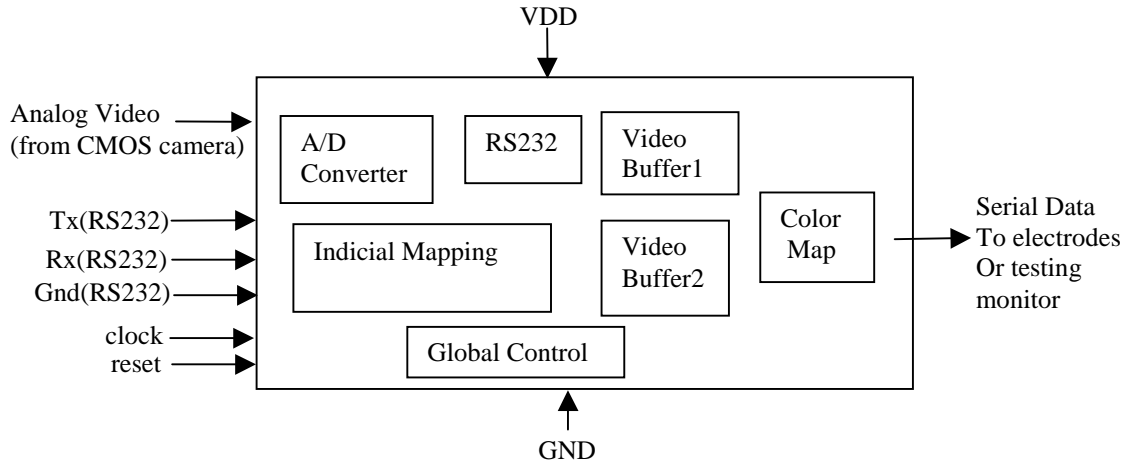 VDD
Analog Video
(from CMOS camera)
A/D
Converter
RS232
Video
Buffer1
Color
Map
Serial Data
To electrodes
Or testing
monitor
Tx(RS232)
Rx(RS232)
Gnd(RS232)
Indicial Mapping
Video
Buffer2
clock
reset
Global Control
GND